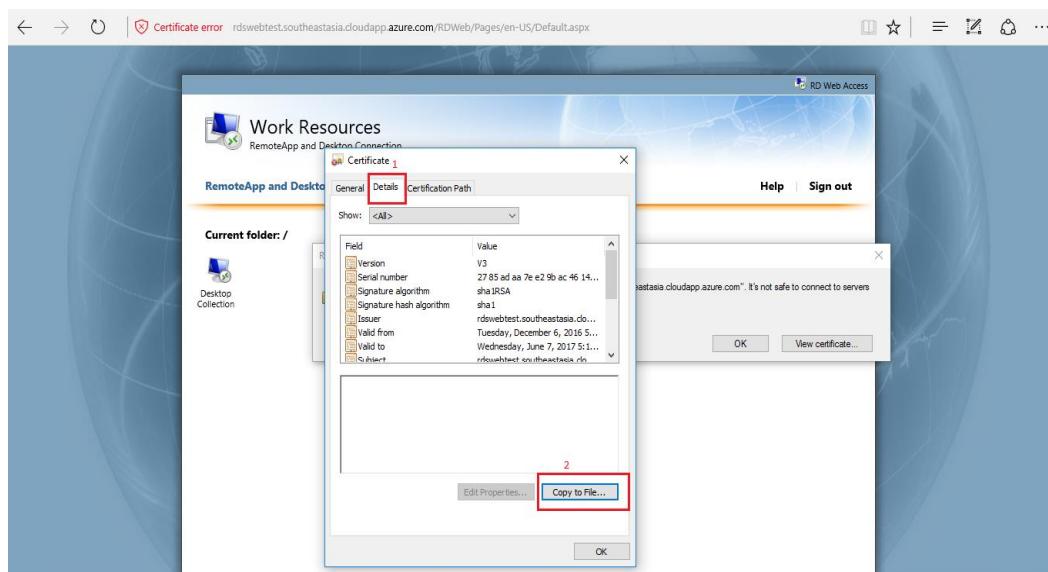 Certificate error rdswebtest.southeastasia.cloudapp.azure.com/RDWeb/Pages/en-US/Default.aspx
RD Web Access
Work Resources
RemoteApp and Desktop Connection
RemoteApp and Deskto
Help
Sign out
Current folder: /
Desktop
Collection
Certificate
1
General
Details
Certification Path
Show: <All>
Field Value
Version V3
Serial number 27 85 ad aa 7e e2 9b ac 46 14...
Signature algorithm sha1RSA
Signature hash algorithm sha1
Issuer rdswebtest.southeastasia.clo...
Valid from Tuesday, December 6, 2016 5...
Valid to Wednesday, June 7, 2017 5:1...
Subject rdswebtest.southeastasia.clo
R
eastasia.cloudapp.azure.com". It's not safe to connect to servers
OK
View certificate...
2
Edit Properties...
Copy to File...
OK